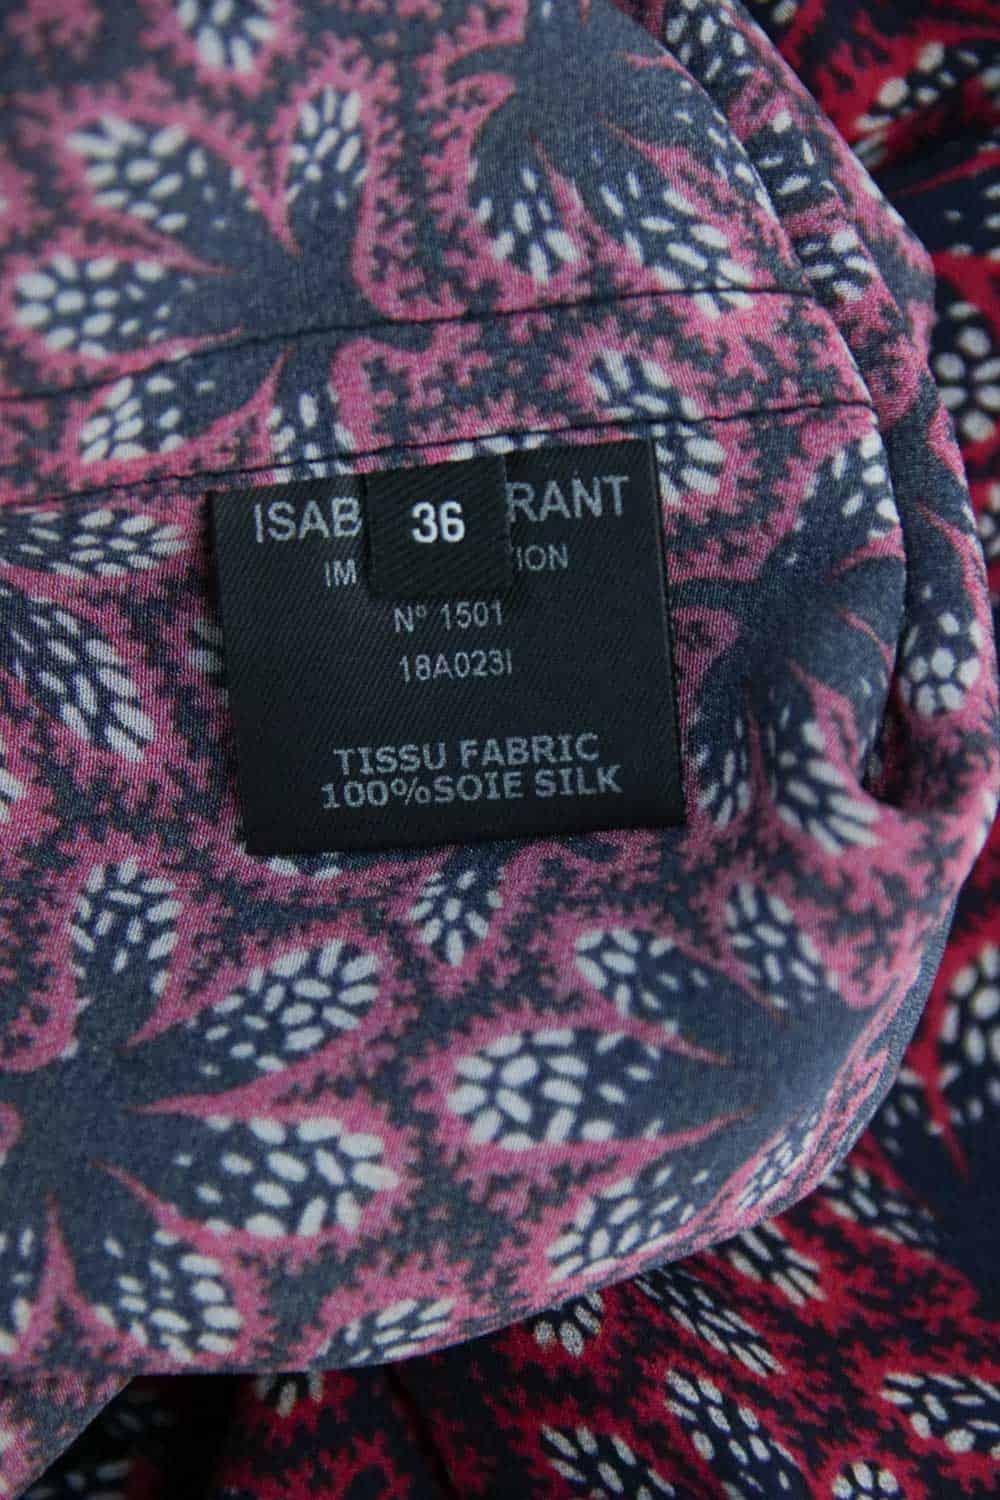 ISAB 36 RANT
IM ION
N° 1501
18A023I
TISSU FABRIC
100%SOIE SILK